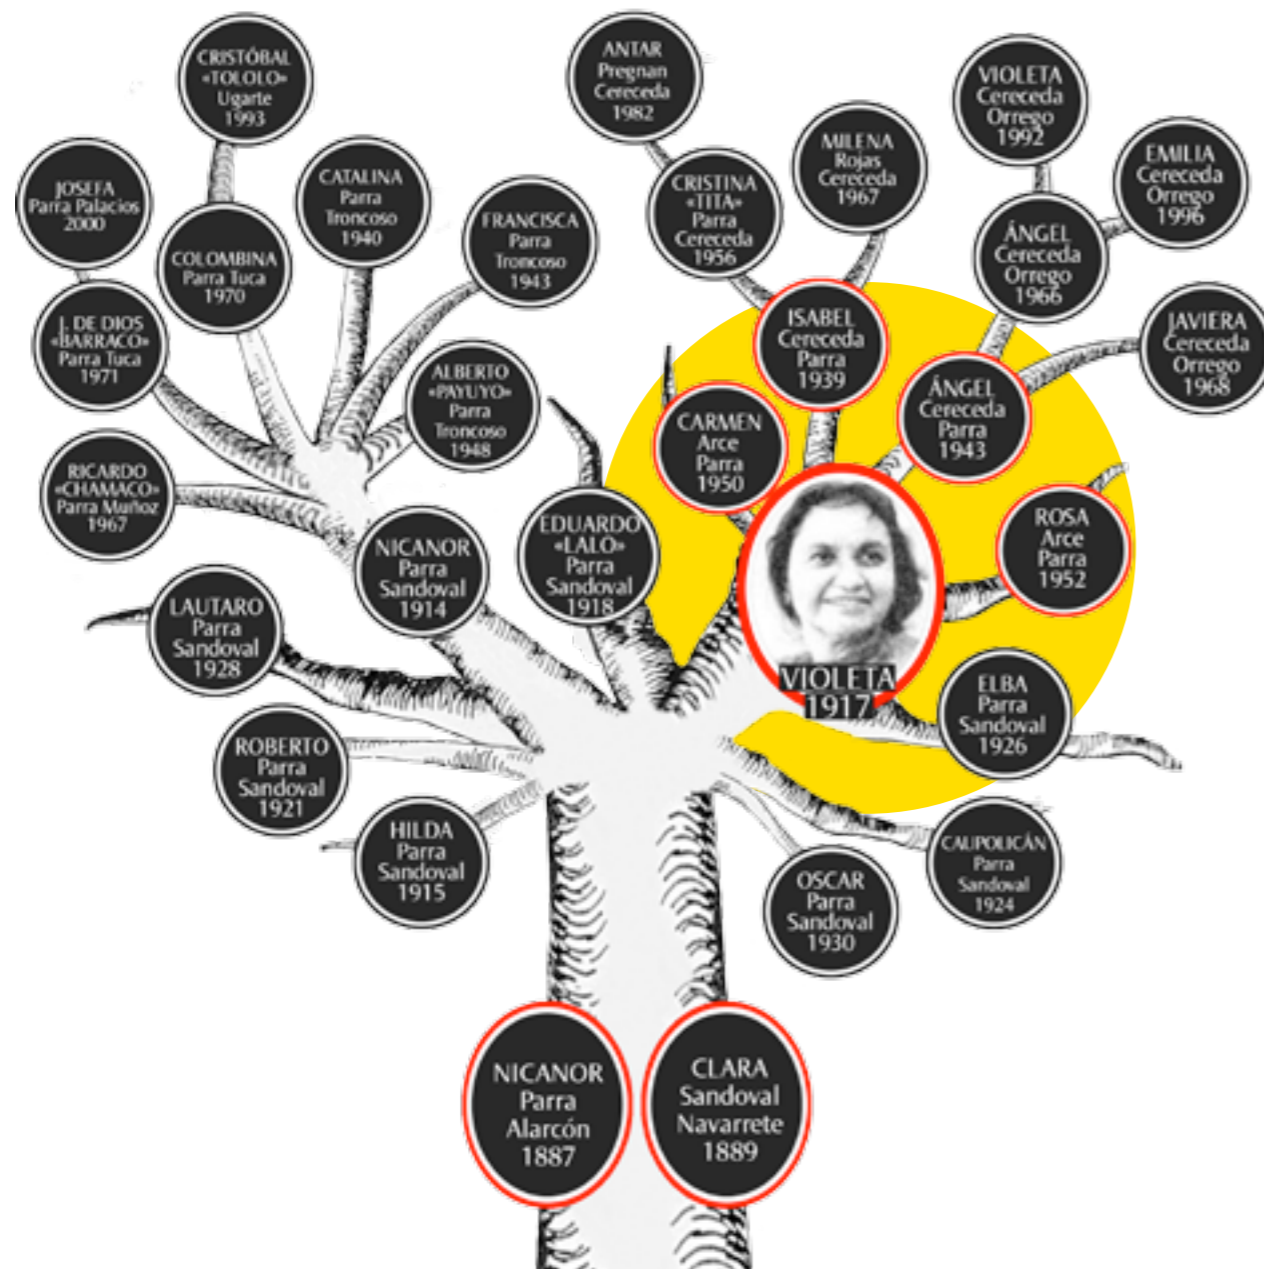 CRISTÓBAL
«TOLOLO»
Ugarte
1993
ANTAR
Pregnan
Cereceda
1982
VIOLETA
Cereceda
Orrego
1992
JOSEFA
Parra Palacios
2000
CATALINA
Parra
Troncoso
1940
MILENA
Rojas
Cereceda
1967
EMILIA
Cereceda
Orrego
1996
COLOMBINA
Parra Tuca
1970
FRANCISCA
Parra
Troncoso
1943
CRISTINA
«TITA»
Parra
Cereceda
1956
ÁNGEL
Cereceda
Orrego
1966
J. DE DIOS
«BARRACO»
Parra Tuca
1971
ALBERTO
«PAYUYO»
Parra
Troncoso
1948
ISABEL
Cereceda
Parra
1939
JAVIERA
Cereceda
Orrego
1968
RICARDO
«CHAMACO»
Parra Muñoz
1967
CARMEN
Arce
Parra
1950
ÁNGEL
Cereceda
Parra
1943
NICANOR
Parra
Sandoval
1914
EDUARDO
«LALO»
Parra
Sandoval
1918
ROSA
Arce
Parra
1952
LAUTARO
Parra
Sandoval
1928
VIOLETA
1917
ELBA
Parra
Sandoval
1926
ROBERTO
Parra
Sandoval
1921
HILDA
Parra
Sandoval
1915
OSCAR
Parra
Sandoval
1930
CAUPOLICÁN
Parra
Sandoval
1924
NICANOR
Parra
Alarcón
1887
CLARA
Sandoval
Navarrete
1889